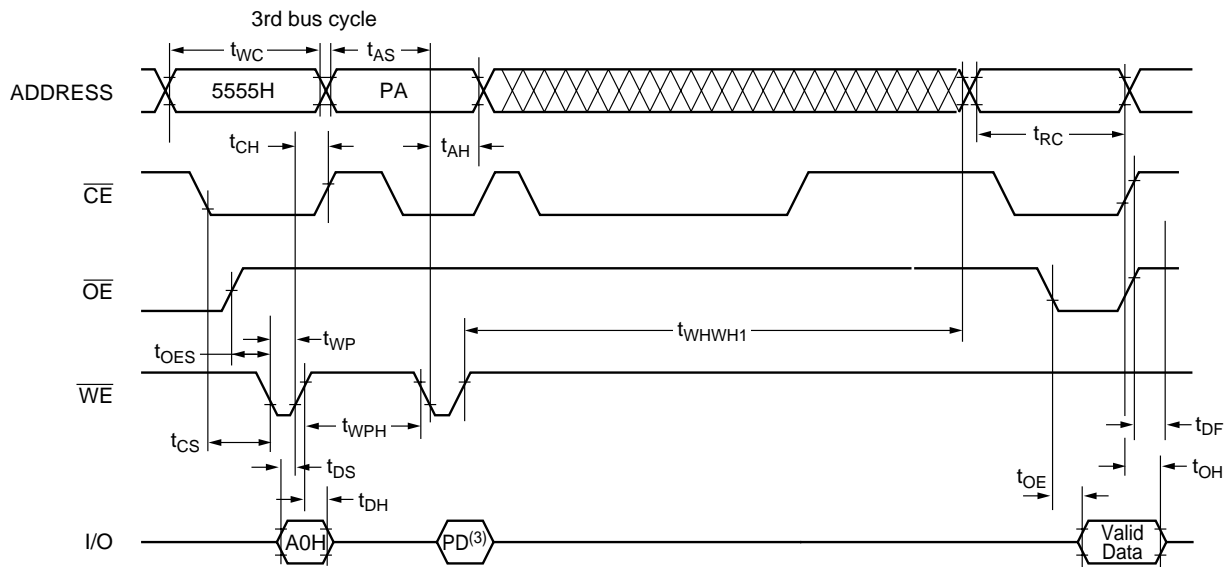 3rd bus cycle
tWC
tAS
ADDRESS
5555H
PA
tCH
tAH
tRC
CE
OE
tWP
tWHWH1
tOES
WE
tWPH
tCS
tDF
tDS
tOH
tOE
tDH
I/O
A0H
PD(3)
Valid
Data